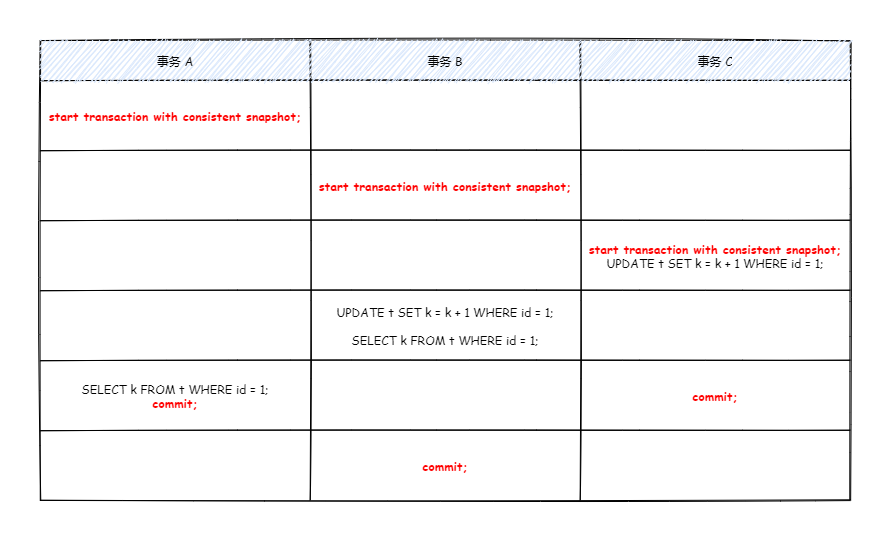 事务 A
事务 B
事务 C
start transaction with consistent snapshot;
start transaction with consistent snapshot;
start transaction with consistent snapshot;
UPDATE t SET k = k + 1 WHERE id = 1;
UPDATE t SET k = k + 1 WHERE id = 1;
SELECT k FROM t WHERE id = 1;
SELECT k FROM t WHERE id = 1;
commit;
commit;
commit;